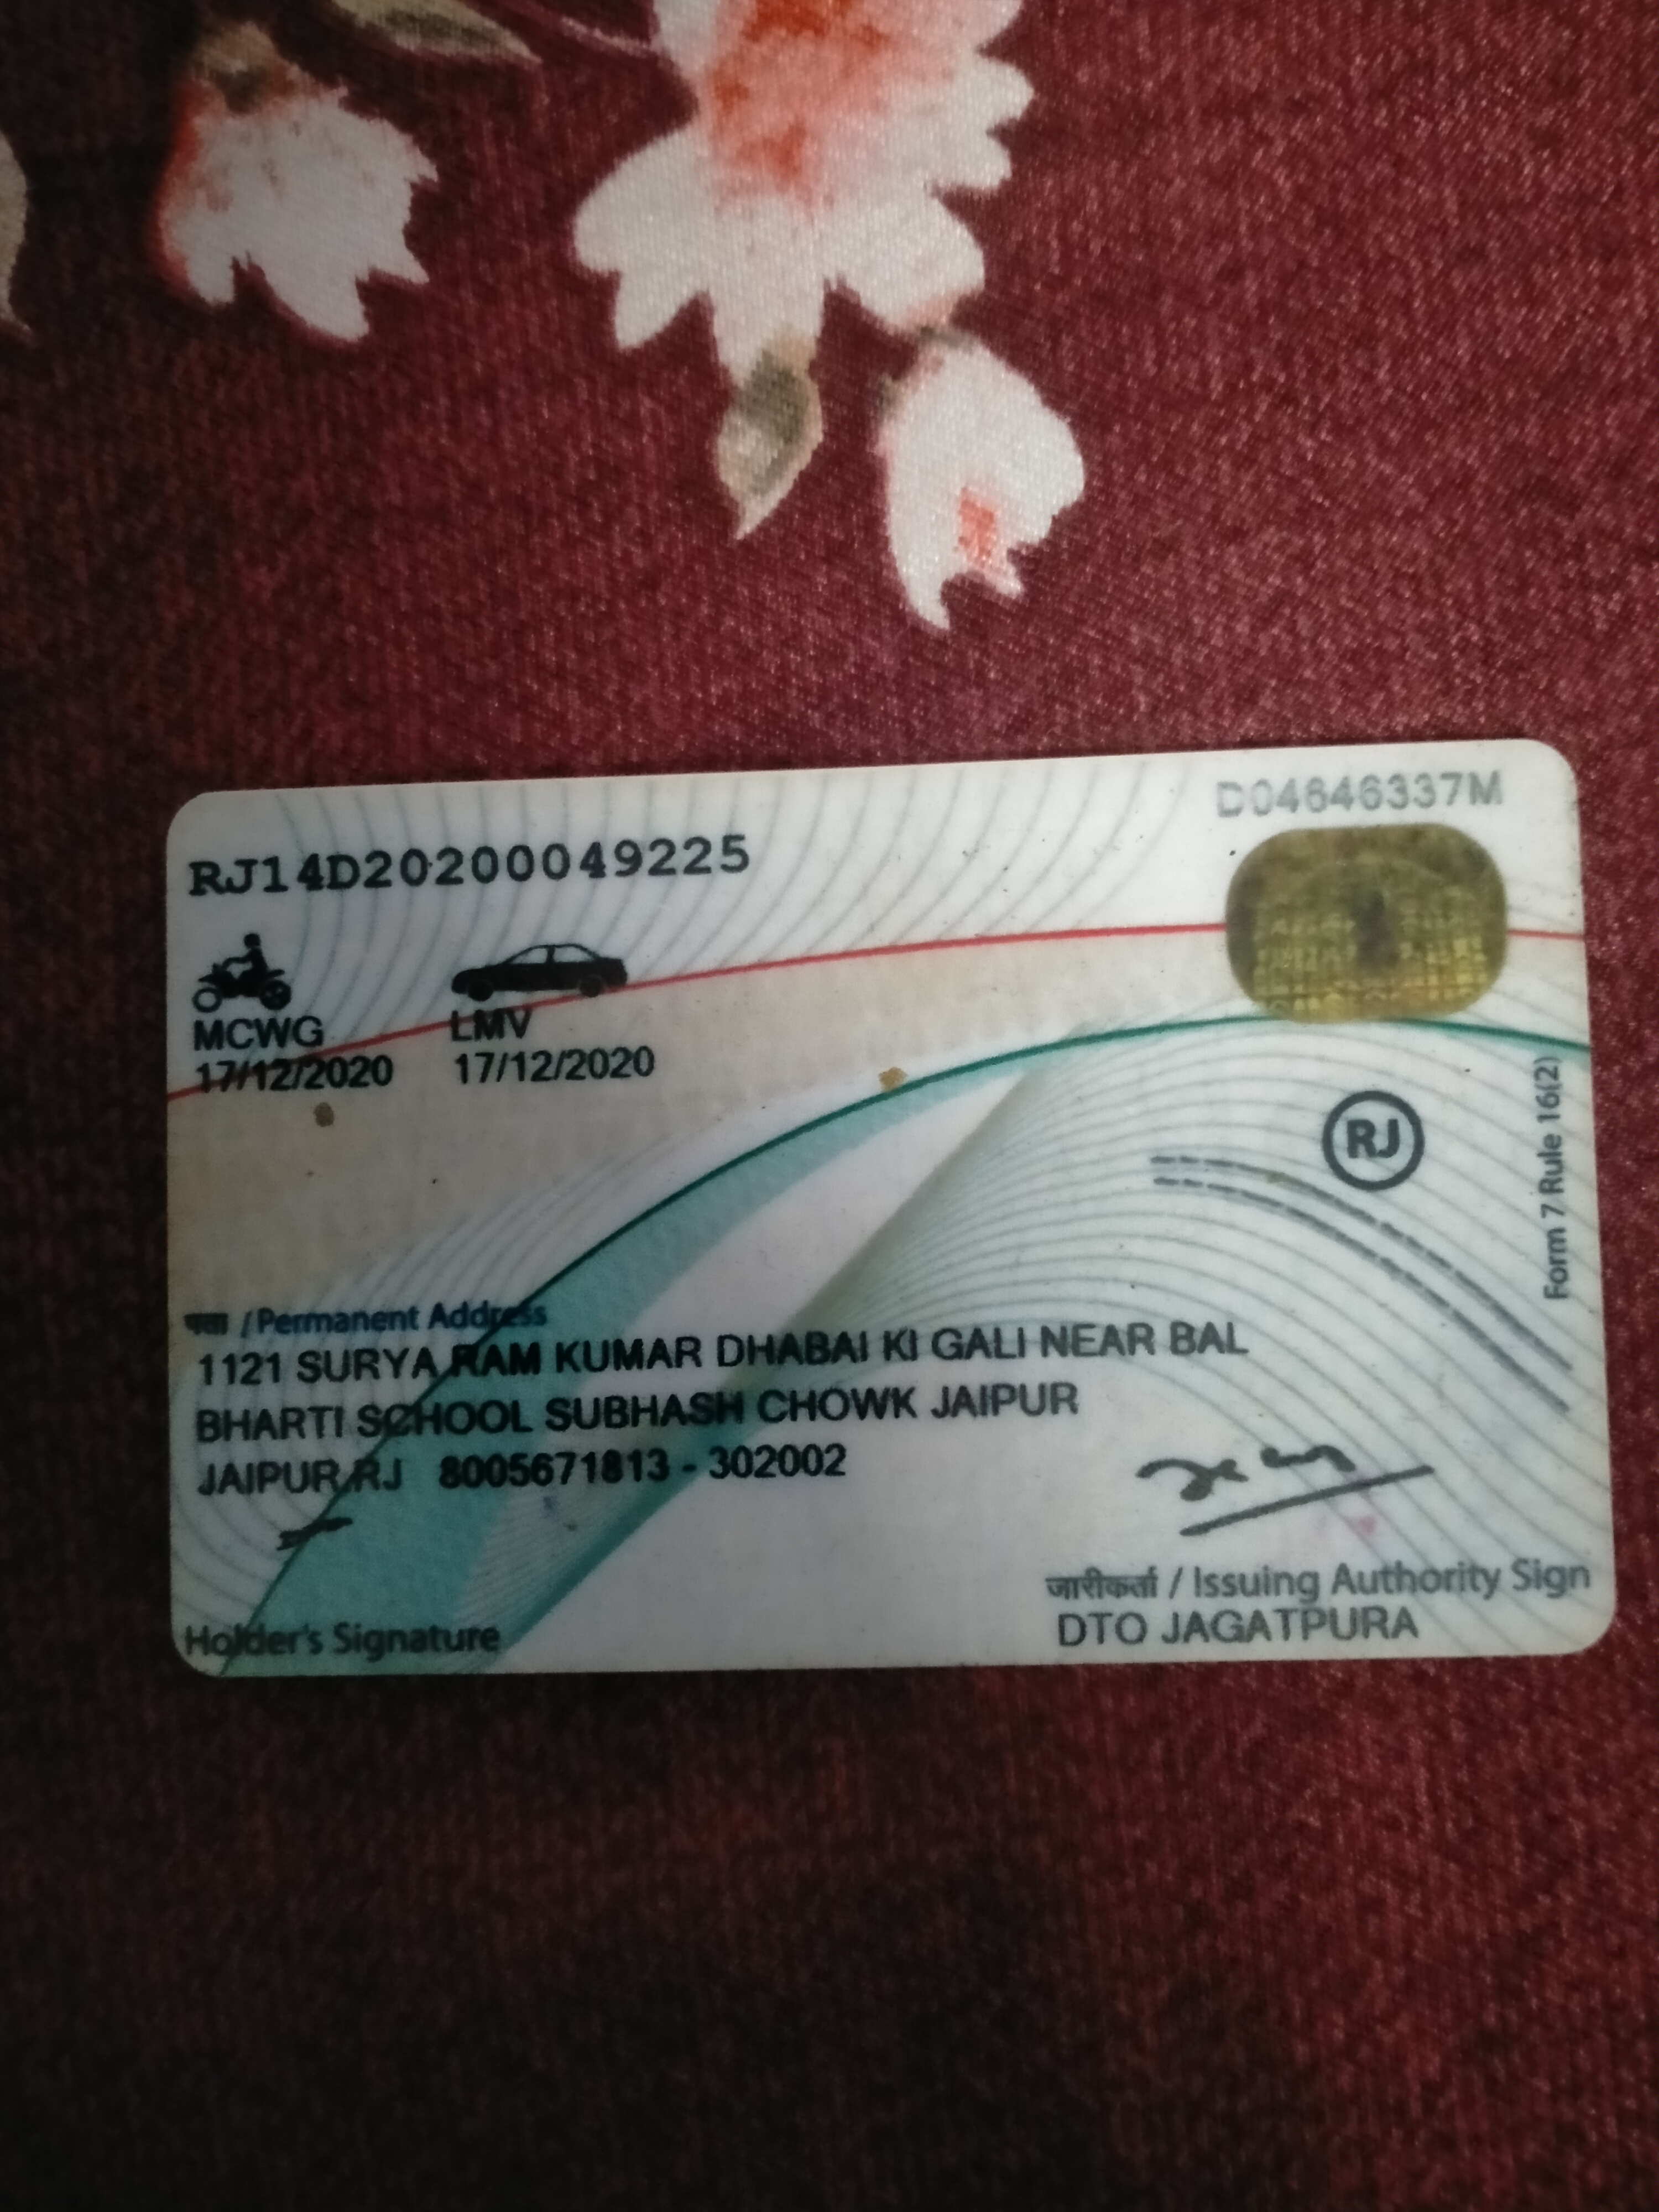 D04646337M
RJ14D20200049225
MCWG LMV
17/12/2020 17/12/2020
RJ
Form 7 Rule 16(2)
पता / Permanent Address
1121 SURYA RAM KUMAR DHABAI KI GALI NEAR BAL
BHARTI SCHOOL SUBHASH CHOWK JAIPUR
JAIPUR,RJ 8005671813 - 302002
जारीकर्ता / Issuing Authority Sign
Holder's Signature
DTO JAGATPURA